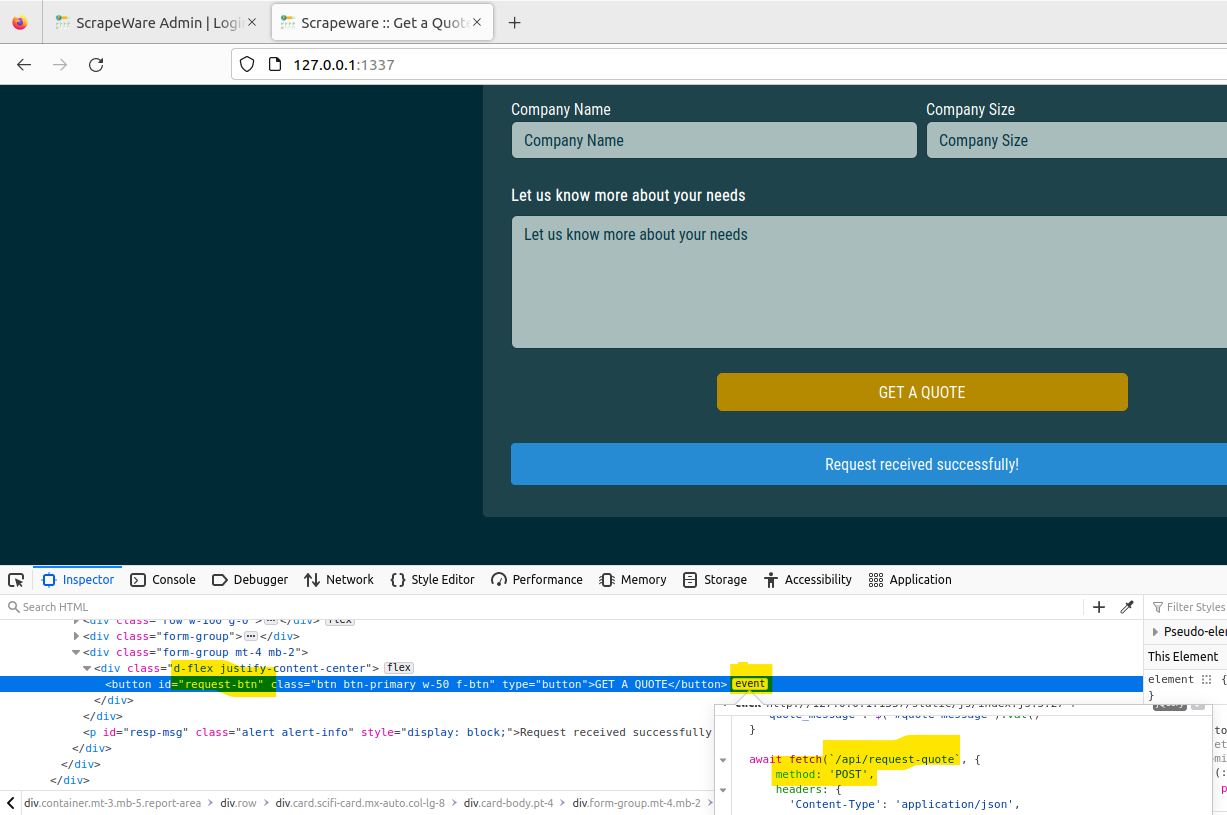 ScrapeWare Admin | Logi
Scrapeware :: Get a Quot
127.0.0.1:1337
Company Name
Company Size
Company Name
Company Size
Let us know more about your needs
Let us know more about your needs
GET A QUOTE
Request received successfully!
Inspector
Console
Debugger
Network
Style Editor
Performance
Memory
Storage
Accessibility
Application
Search HTML
Filter Styles
<div class="row w-100 g-0"> </div> flex
<div class="form-group"> </div>
<div class="form-group mt-4 mb-2">
<div class="d-flex justify-content-center"> flex
<button id="request-btn" class="btn btn-primary w-50 f-btn" type="button">GET A QUOTE</button> event
</div>
</div>
<p id="resp-msg" class="alert alert-info" style="display: block;">Request received successfully
</div>
</div>
</div>
Pseudo-ele
This Element
element {
}
"quote_message": $("#quote-message").val()
}
await fetch(`/api/request-quote`, {
method: 'POST',
headers: {
'Content-Type': 'application/json',
div.container.mt-3.mb-5.report-area
div.row
div.card.scifi-card.mx-auto.col-lg-8
div.card-body.pt-4
div.form-group.mt-4.mb-2